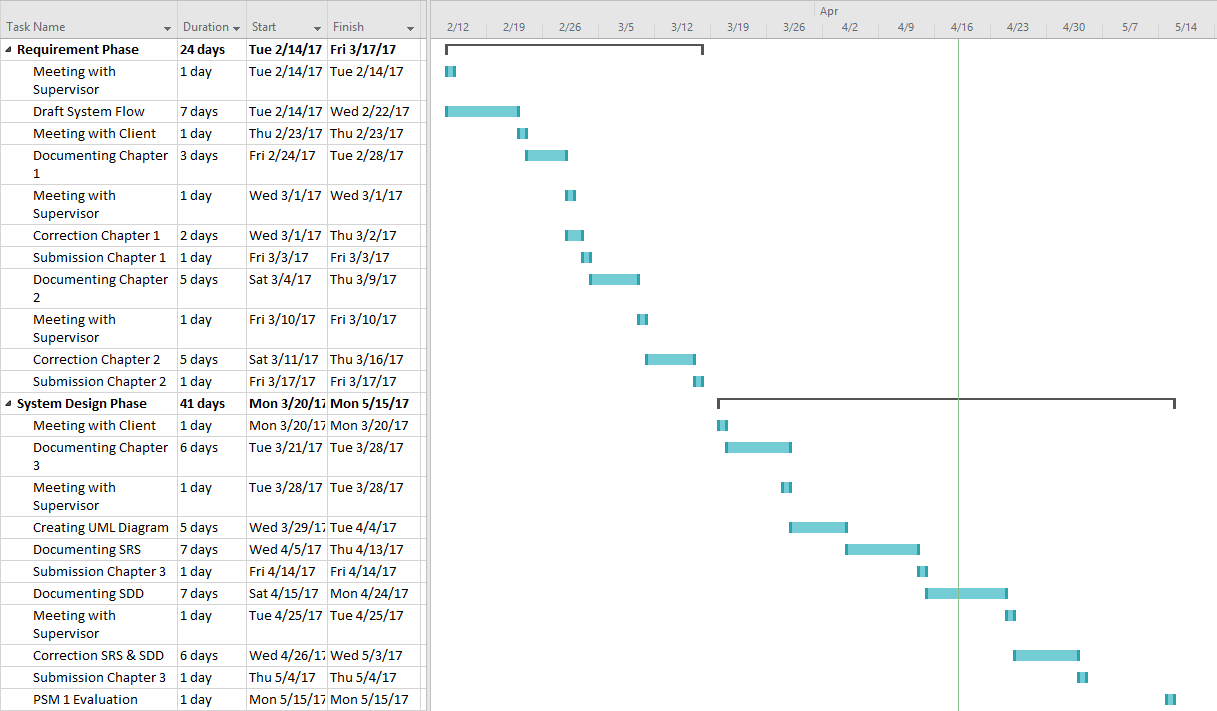 Apr
Task Name Duration Start Finish 2/12 2/19 2/26 3/5 3/12 3/19 3/26 4/2 4/9 4/16 4/23 4/30 5/7 5/14
Requirement Phase 24 days Tue 2/14/17 Fri 3/17/17
Meeting with 1 day Tue 2/14/17 Tue 2/14/17
Supervisor
Draft System Flow 7 days Tue 2/14/17 Wed 2/22/17
Meeting with Client 1 day Thu 2/23/17 Thu 2/23/17
Documenting Chapter 3 days Fri 2/24/17 Tue 2/28/17
1
Meeting with 1 day Wed 3/1/17 Wed 3/1/17
Supervisor
Correction Chapter 1 2 days Wed 3/1/17 Thu 3/2/17
Submission Chapter 1 1 day Fri 3/3/17 Fri 3/3/17
Documenting Chapter 5 days Sat 3/4/17 Thu 3/9/17
2
Meeting with 1 day Fri 3/10/17 Fri 3/10/17
Supervisor
Correction Chapter 2 5 days Sat 3/11/17 Thu 3/16/17
Submission Chapter 2 1 day Fri 3/17/17 Fri 3/17/17
System Design Phase 41 days Mon 3/20/17 Mon 5/15/17
Meeting with Client 1 day Mon 3/20/17 Mon 3/20/17
Documenting Chapter 6 days Tue 3/21/17 Tue 3/28/17
3
Meeting with 1 day Tue 3/28/17 Tue 3/28/17
Supervisor
Creating UML Diagram 5 days Wed 3/29/17 Tue 4/4/17
Documenting SRS 7 days Wed 4/5/17 Thu 4/13/17
Submission Chapter 3 1 day Fri 4/14/17 Fri 4/14/17
Documenting SDD 7 days Sat 4/15/17 Mon 4/24/17
Meeting with 1 day Tue 4/25/17 Tue 4/25/17
Supervisor
Correction SRS & SDD 6 days Wed 4/26/17 Wed 5/3/17
Submission Chapter 3 1 day Thu 5/4/17 Thu 5/4/17
PSM 1 Evaluation 1 day Mon 5/15/17 Mon 5/15/17